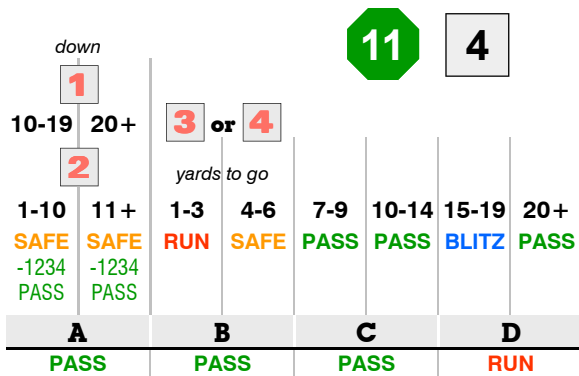 11 4
down
1
10-19 20+ 3 or 4
2 yards to go
1-10 11+ 1-3 4-6 7-9 10-14 15-19 20+
SAFE SAFE RUN SAFE PASS PASS BLITZ PASS
-1234 -1234
PASS PASS
A B C D
PASS PASS PASS RUN